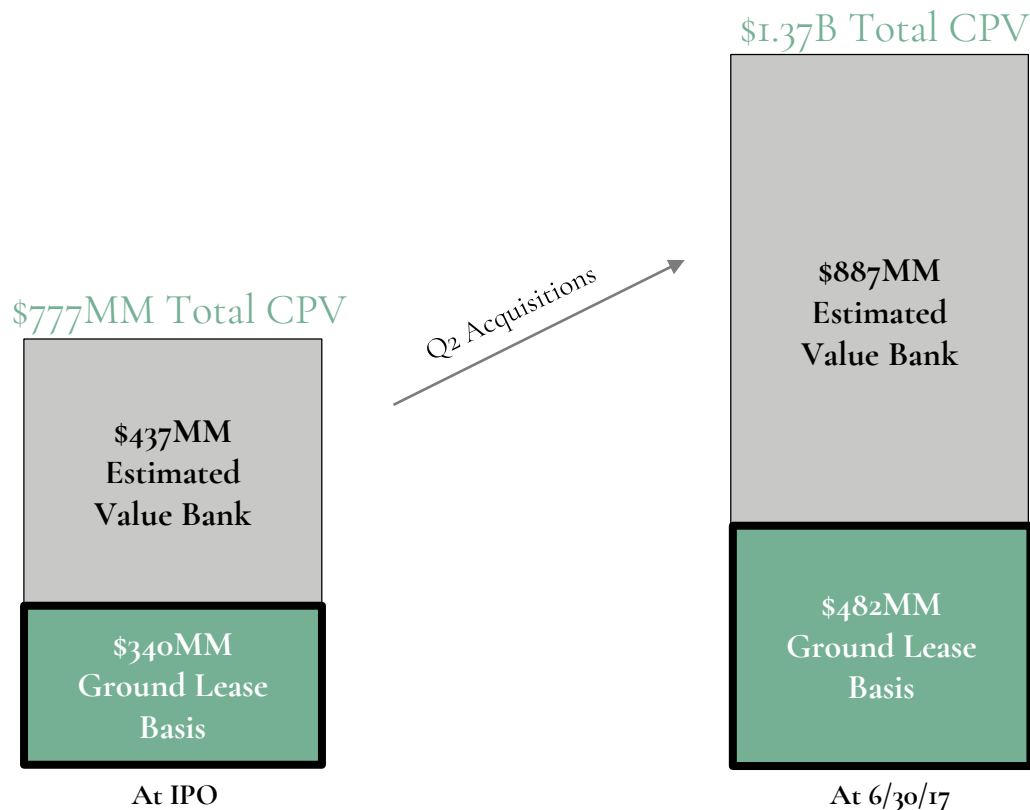 $1.37B Total CPV
$777MM Total CPV
Q2 Acquisitions
$887MM
Estimated
Value Bank
$437MM
Estimated
Value Bank
$482MM
Ground Lease
Basis
$340MM
Ground Lease
Basis
At IPO
At 6/30/17